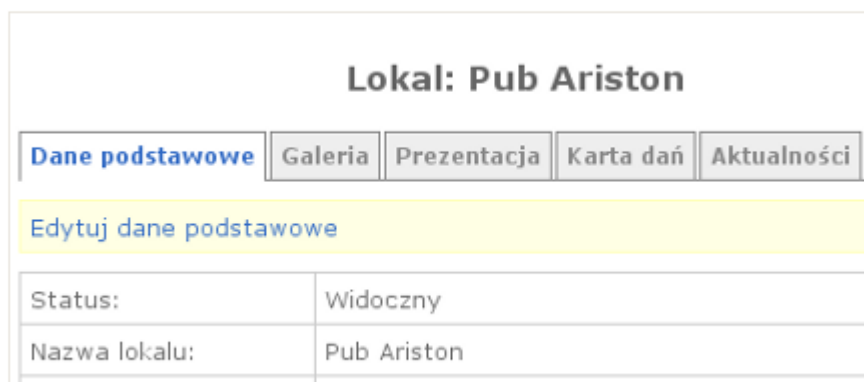 Lokal: Pub Ariston
Dane podstawowe Galeria Prezentacja Karta dań Aktualności
Edytuj dane podstawowe
Status: Widoczny
Nazwa lokalu: Pub Ariston